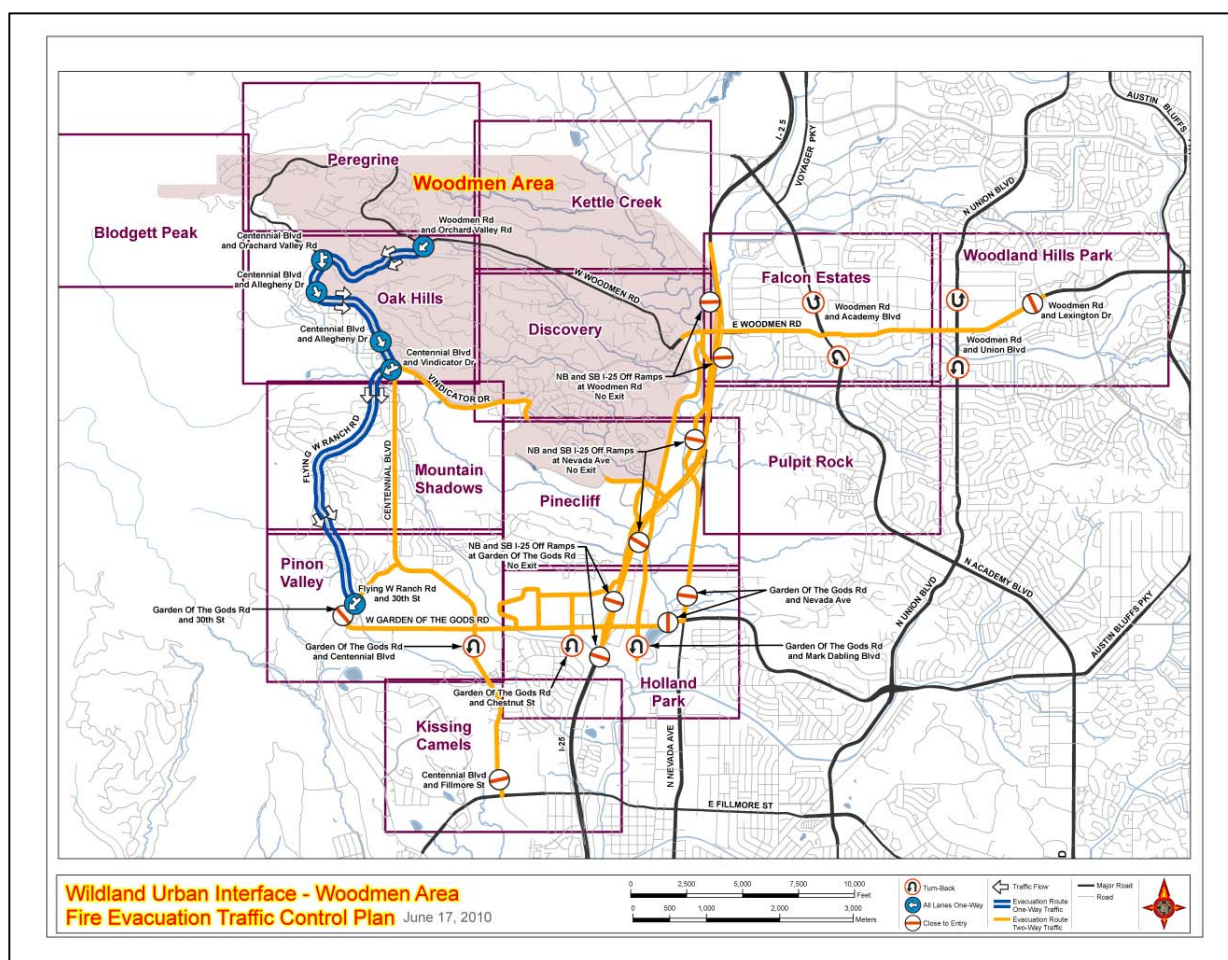 I-25
VOYAGER PKY
AUSTIN BLUFFS
Peregrine
Woodmen Area
Kettle Creek
N UNION BLVD
Blodgett Peak
Woodmen Rd
and Orchard Valley Rd
Centennial Blvd
and Orachard Valley Rd
W WOODMEN RD
Falcon Estates
Woodland Hills Park
Centennial Blvd
and Allegheny Dr
Oak Hills
Woodmen Rd
and Academy Blvd
Woodmen Rd
and Lexington Dr
Discovery
E WOODMEN RD
Centennial Blvd
and Allegheny Dr
Woodmen Rd
and Union Blvd
Centennial Blvd
and Vindicator Dr
NB and SB I-25 Off Ramps
at Woodmen Rd
No Exit
VINDICATOR DR
FLYING W RANCH RD
CENTENNIAL BLVD
NB and SB I-25 Off Ramps
at Nevada Ave
No Exit
Mountain
Shadows
Pulpit Rock
Pinecliff
NB and SB I-25 Off Ramps
at Garden Of The Gods Rd
No Exit
N ACADEMY BLVD
Pinon
Valley
Flying W Ranch Rd
and 30th St
Garden Of The Gods Rd
and 30th St
W GARDEN OF THE GODS RD
Garden Of The Gods Rd
and Nevada Ave
N UNION BLVD
AUSTIN BLUFFS PKY
Garden Of The Gods Rd
and Centennial Blvd
Garden Of The Gods Rd
and Mark Dabling Blvd
Garden Of The Gods Rd
and Chestnut St
Holland
Park
Kissing
Camels
I-25
N NEVADA AVE
Centennial Blvd
and Fillmore St
E FILLMORE ST
D
Wildland Urban Interface - Woodmen Area
Fire Evacuation Traffic Control Plan June 17, 2010
0 2,500 5,000 7,500 10,000
Feet
0 500 1,000 2,000 3,000
Meters
Turn-Back
All Lanes One-Way
Close to Entry
Traffic Flow
Evacuation Route
One-Way Traffic
Evacuation Route
Two-Way Traffic
Major Road
Road